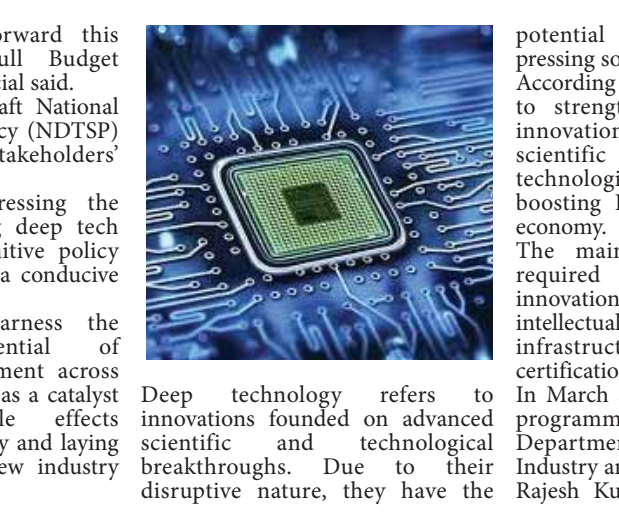 orward this
ull Budget
cial said.
aft National
cy (NDTSP)
takeholders'
ressing the
g deep tech
nitive policy
a conducive
arness the
ential of
ment across
as a catalyst
le effects
y and laying
ew industry
Deep technology refers to
innovations founded on advanced
scientific and technological
breakthroughs. Due to their
disruptive nature, they have the
potential
pressing so
According
to strengt
innovation
scientific
technologi
boosting I
economy.
The main
required
innovation
intellectual
infrastruct
certificatio
In March
programm
Departmen
Industry an
Rajesh Ku